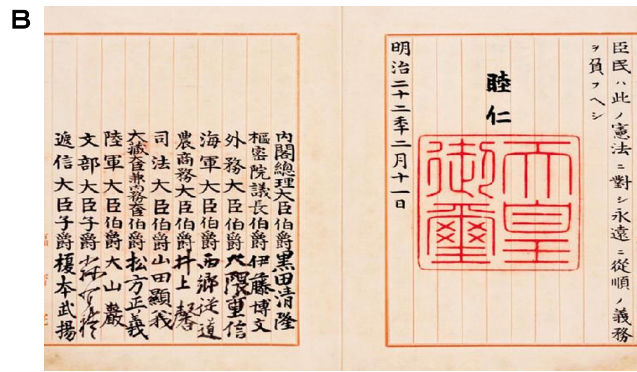 B
臣民ハ此ノ憲法ニ對シ永遠ニ從順ノ義務
ヲ負フヘシ
睦仁
天皇
御璽
明治二十二年二月十一日
內閣總理大臣伯爵黑田清隆
樞密院議長伯爵伊藤博文
外務大臣伯爵大隈重信
海軍大臣伯爵西鄉從道
農商務大臣伯爵井上馨
司法大臣伯爵山田顯義
大藏大臣兼內務大臣伯爵松方正義
陸軍大臣伯爵大山巖
文部大臣子爵森有禮
遞信大臣子爵榎本武揚